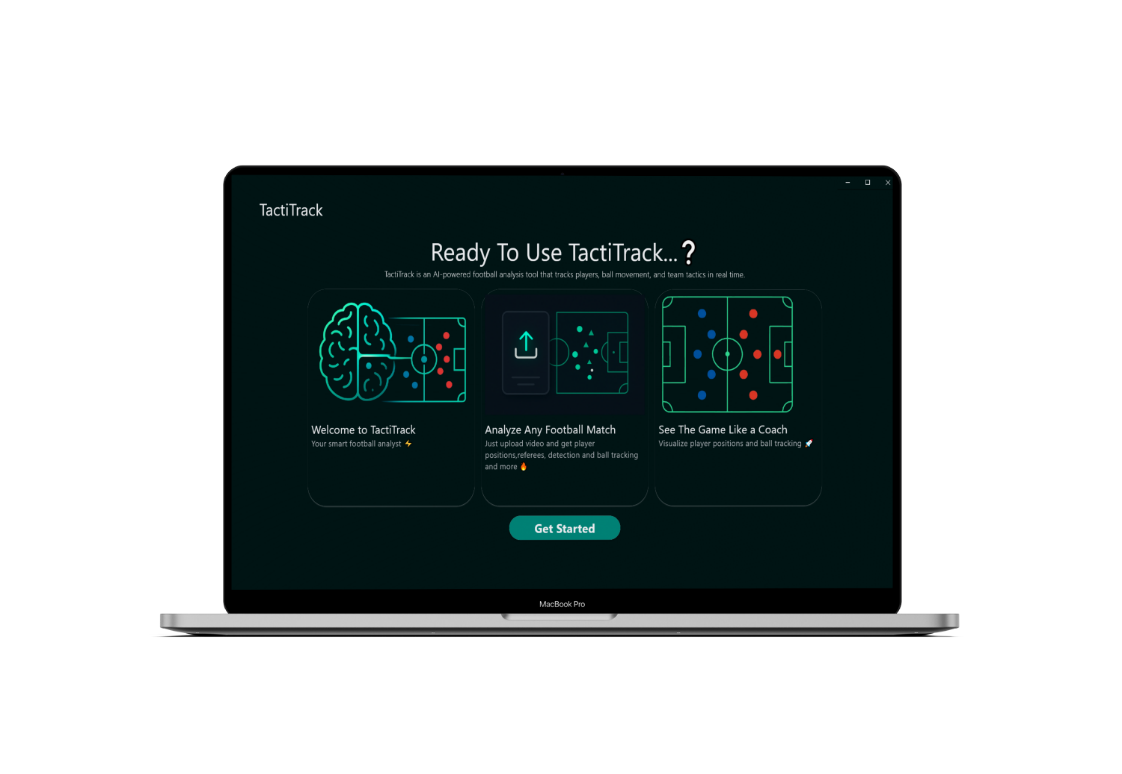 TactiTrack
Ready To Use TactiTrack...❓
TactiTrack is an AI-powered football analysis tool that tracks players, ball movement, and team tactics in real time.
Welcome to TactiTrack
Your smart football analyst ⚡
Analyze Any Football Match
Just upload video and get player
positions,referees, detection and ball tracking
and more 🔥
See The Game Like a Coach
Visualize player positions and ball tracking 🚀
Get Started
MacBook Pro